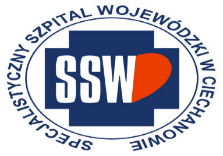 SPECJALISTYCZNY SZPITAL WOJEWÓDZKI W CIECHANOWIE
SSW